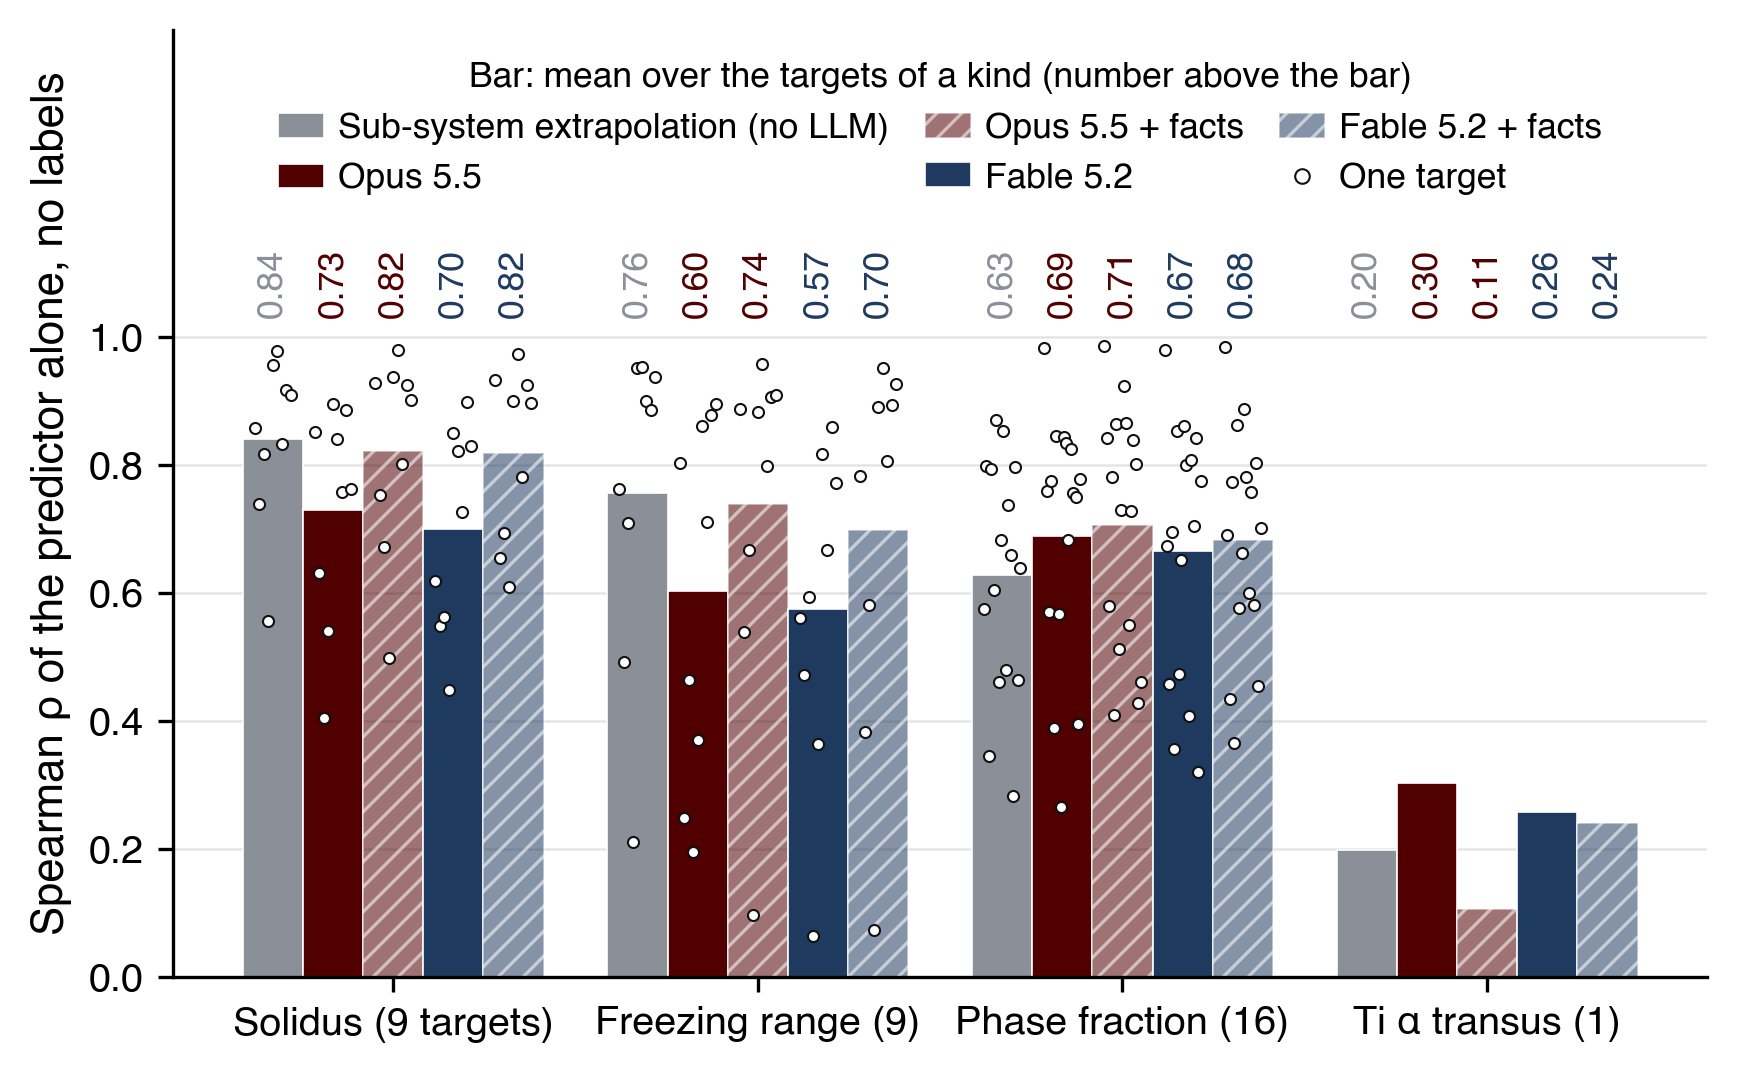 Spearman ρ of the predictor alone, no labels
Bar: mean over the targets of a kind (number above the bar)
Sub-system extrapolation (no LLM)
Opus 5.5
Opus 5.5 + facts
Fable 5.2
Fable 5.2 + facts
One target
0.84 0.73 0.82 0.70 0.82
0.76 0.60 0.74 0.57 0.70
0.63 0.69 0.71 0.67 0.68
0.20 0.30 0.11 0.26 0.24
1.0
0.8
0.6
0.4
0.2
0.0
Solidus (9 targets)
Freezing range (9)
Phase fraction (16)
Ti α transus (1)